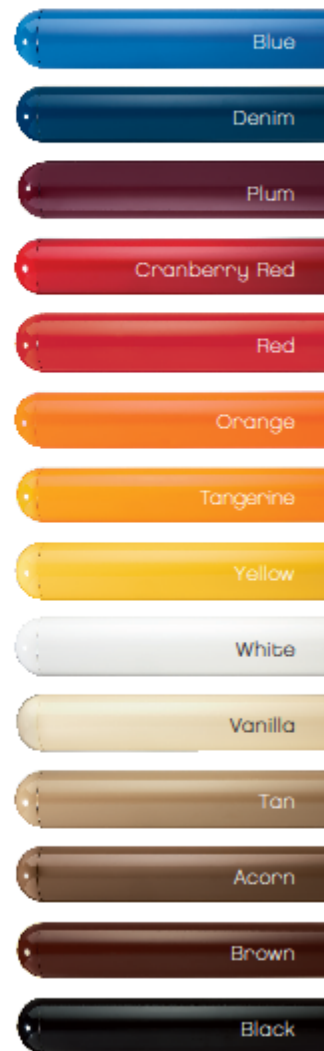 Blue
Denim
Plum
Cranberry Red
Red
Orange
Tangerine
Yellow
White
Vanilla
Tan
Acorn
Brown
Black